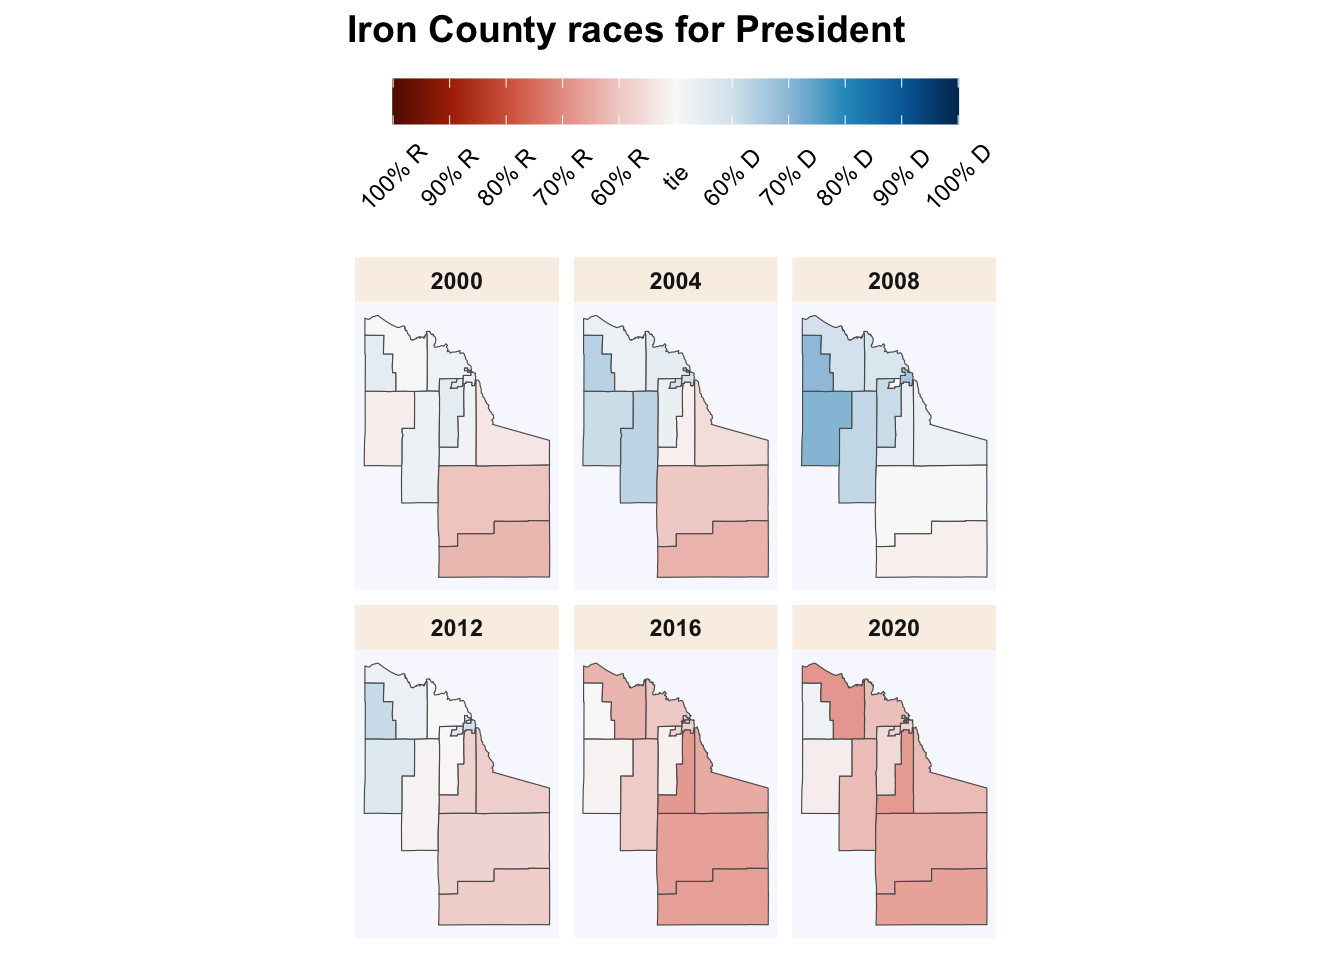 Iron County races for President
100% R 90% R 80% R 70% R 60% R tie 60% D 70% D 80% D 90% D 100% D
2000 2004 2008
2012 2016 2020